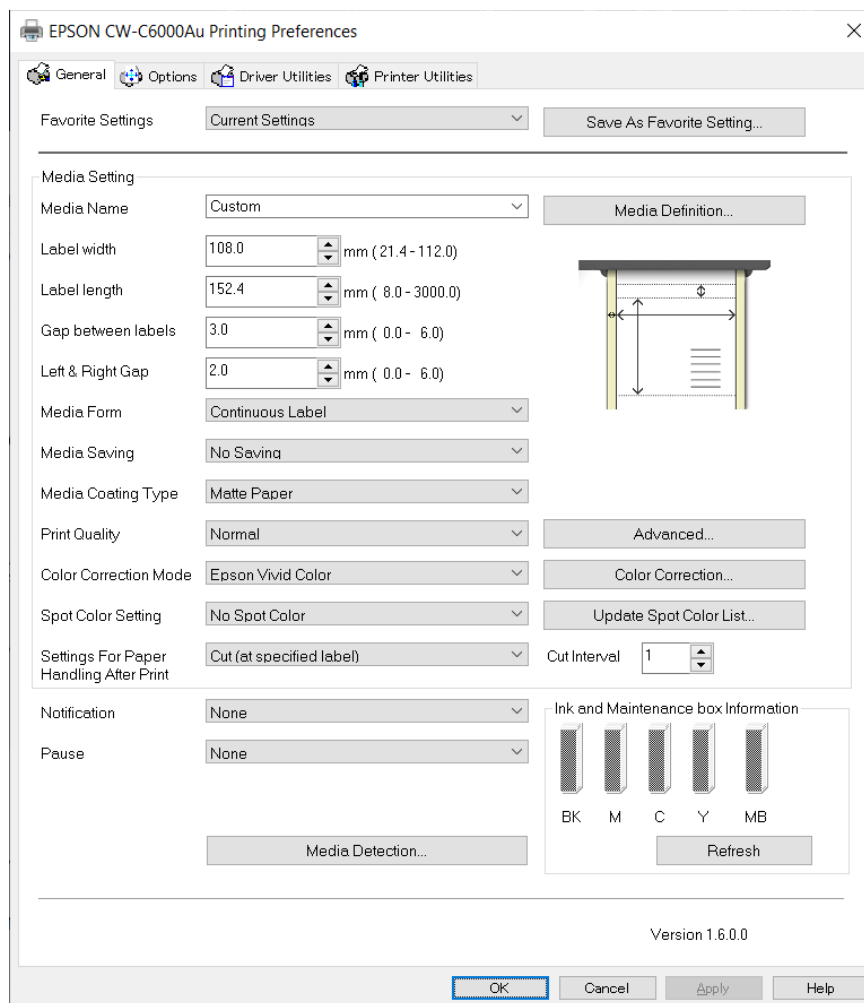 EPSON CW-C6000Au Printing Preferences
General Options Driver Utilities Printer Utilities
Favorite Settings Current Settings Save As Favorite Setting...
Media Setting
Media Name Custom Media Definition...
Label width 108.0 mm ( 21.4 - 112.0)
Label length 152.4 mm ( 8.0 - 3000.0)
Gap between labels 3.0 mm ( 0.0 - 6.0)
Left & Right Gap 2.0 mm ( 0.0 - 6.0)
Media Form Continuous Label
Media Saving No Saving
Media Coating Type Matte Paper
Print Quality Normal Advanced...
Color Correction Mode Epson Vivid Color Color Correction...
Spot Color Setting No Spot Color Update Spot Color List...
Settings For Paper Handling After Print Cut (at specified label) Cut Interval 1
Notification None
Ink and Maintenance box Information
Pause None
BK M C Y MB
Media Detection... Refresh
Version 1.6.0.0
OK Cancel Apply Help